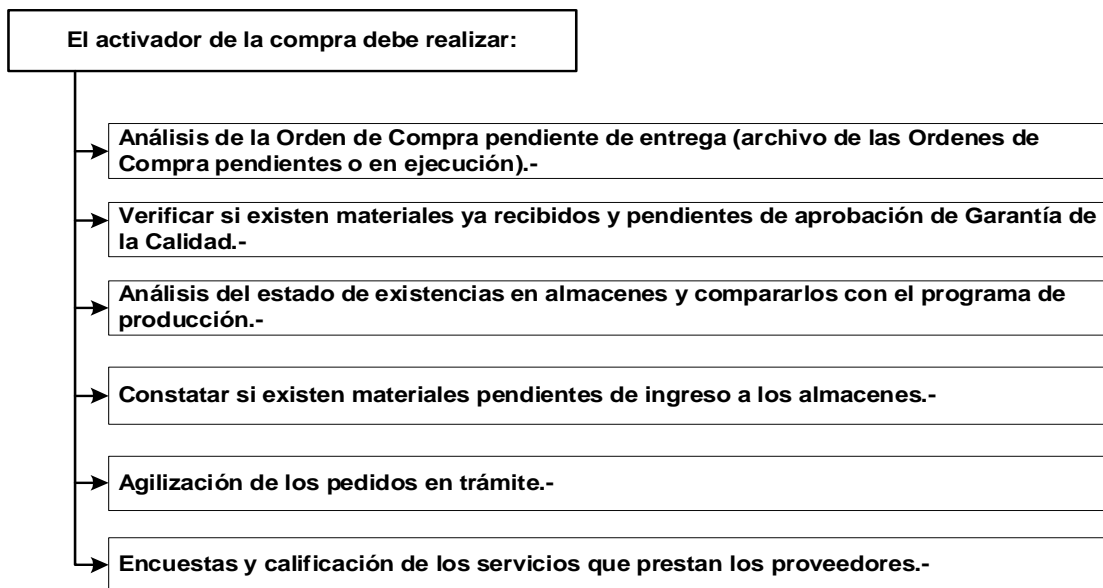 El activador de la compra debe realizar:
Análisis de la Orden de Compra pendiente de entrega (archivo de las Ordenes de
Compra pendientes o en ejecución).-
Verificar si existen materiales ya recibidos y pendientes de aprobación de Garantía de
la Calidad.-
Análisis del estado de existencias en almacenes y compararlos con el programa de
producción.-
Constatar si existen materiales pendientes de ingreso a los almacenes.-
Agilización de los pedidos en trámite.-
Encuestas y calificación de los servicios que prestan los proveedores.-